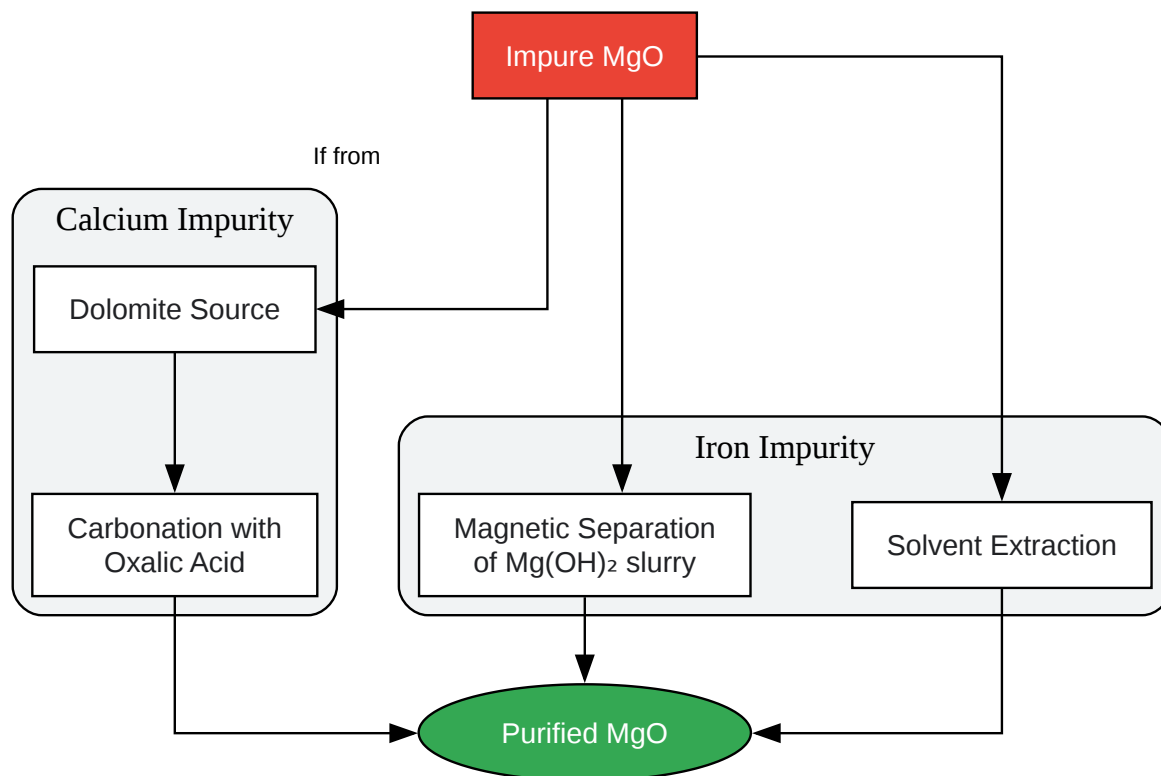 Impure MgO
If from
Calcium Impurity
Dolomite Source
Carbonation with
Oxalic Acid
Iron Impurity
Magnetic Separation
of Mg(OH)₂ slurry
Solvent Extraction
Purified MgO